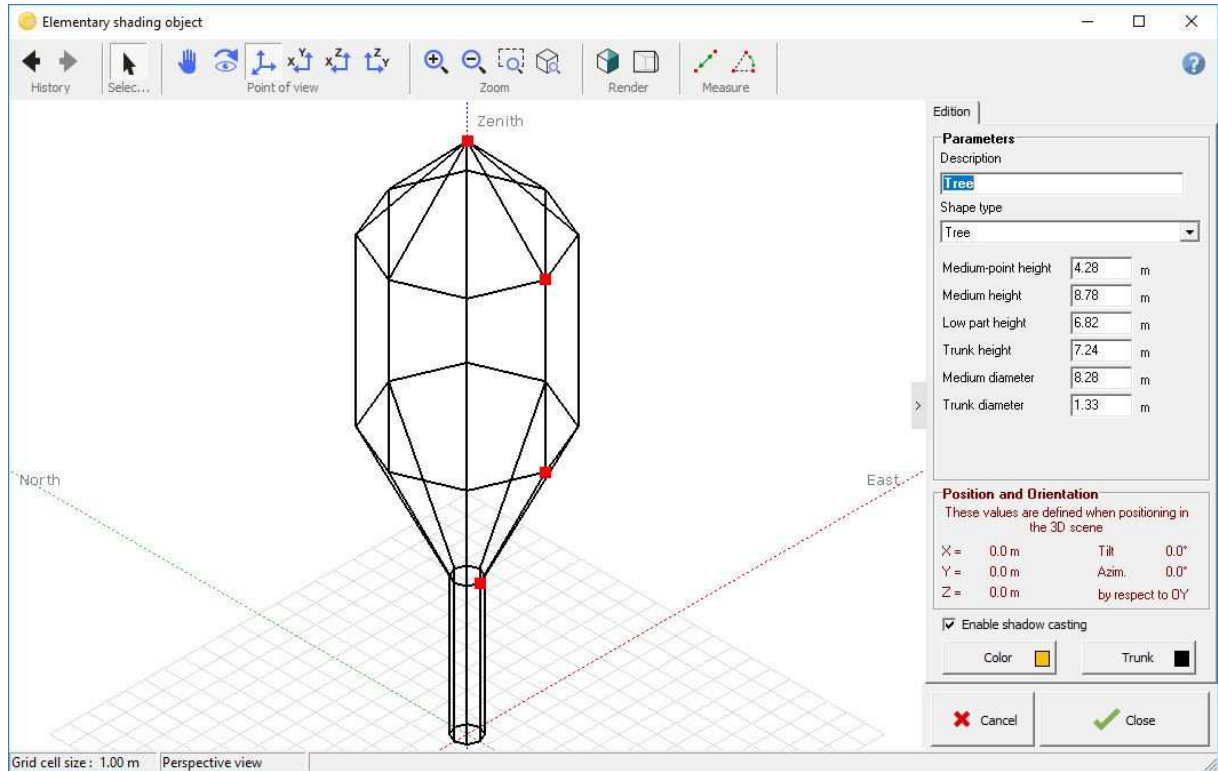 Elementary shading object
History
Selec...
Point of view
Zoom
Render
Measure
Zenith
North
East
Edition
Parameters
Description
Tree
Shape type
Tree
Medium-point height 4.28 m
Medium height 8.78 m
Low part height 6.82 m
Trunk height 7.24 m
Medium diameter 8.28 m
Trunk diameter 1.33 m
>
Position and Orientation
These values are defined when positioning in
the 3D scene
X = 0.0 m Tilt 0.0°
Y = 0.0 m Azim. 0.0°
Z = 0.0 m by respect to OY
Enable shadow casting
Color Trunk
Cancel Close
Grid cell size : 1.00 m Perspective view